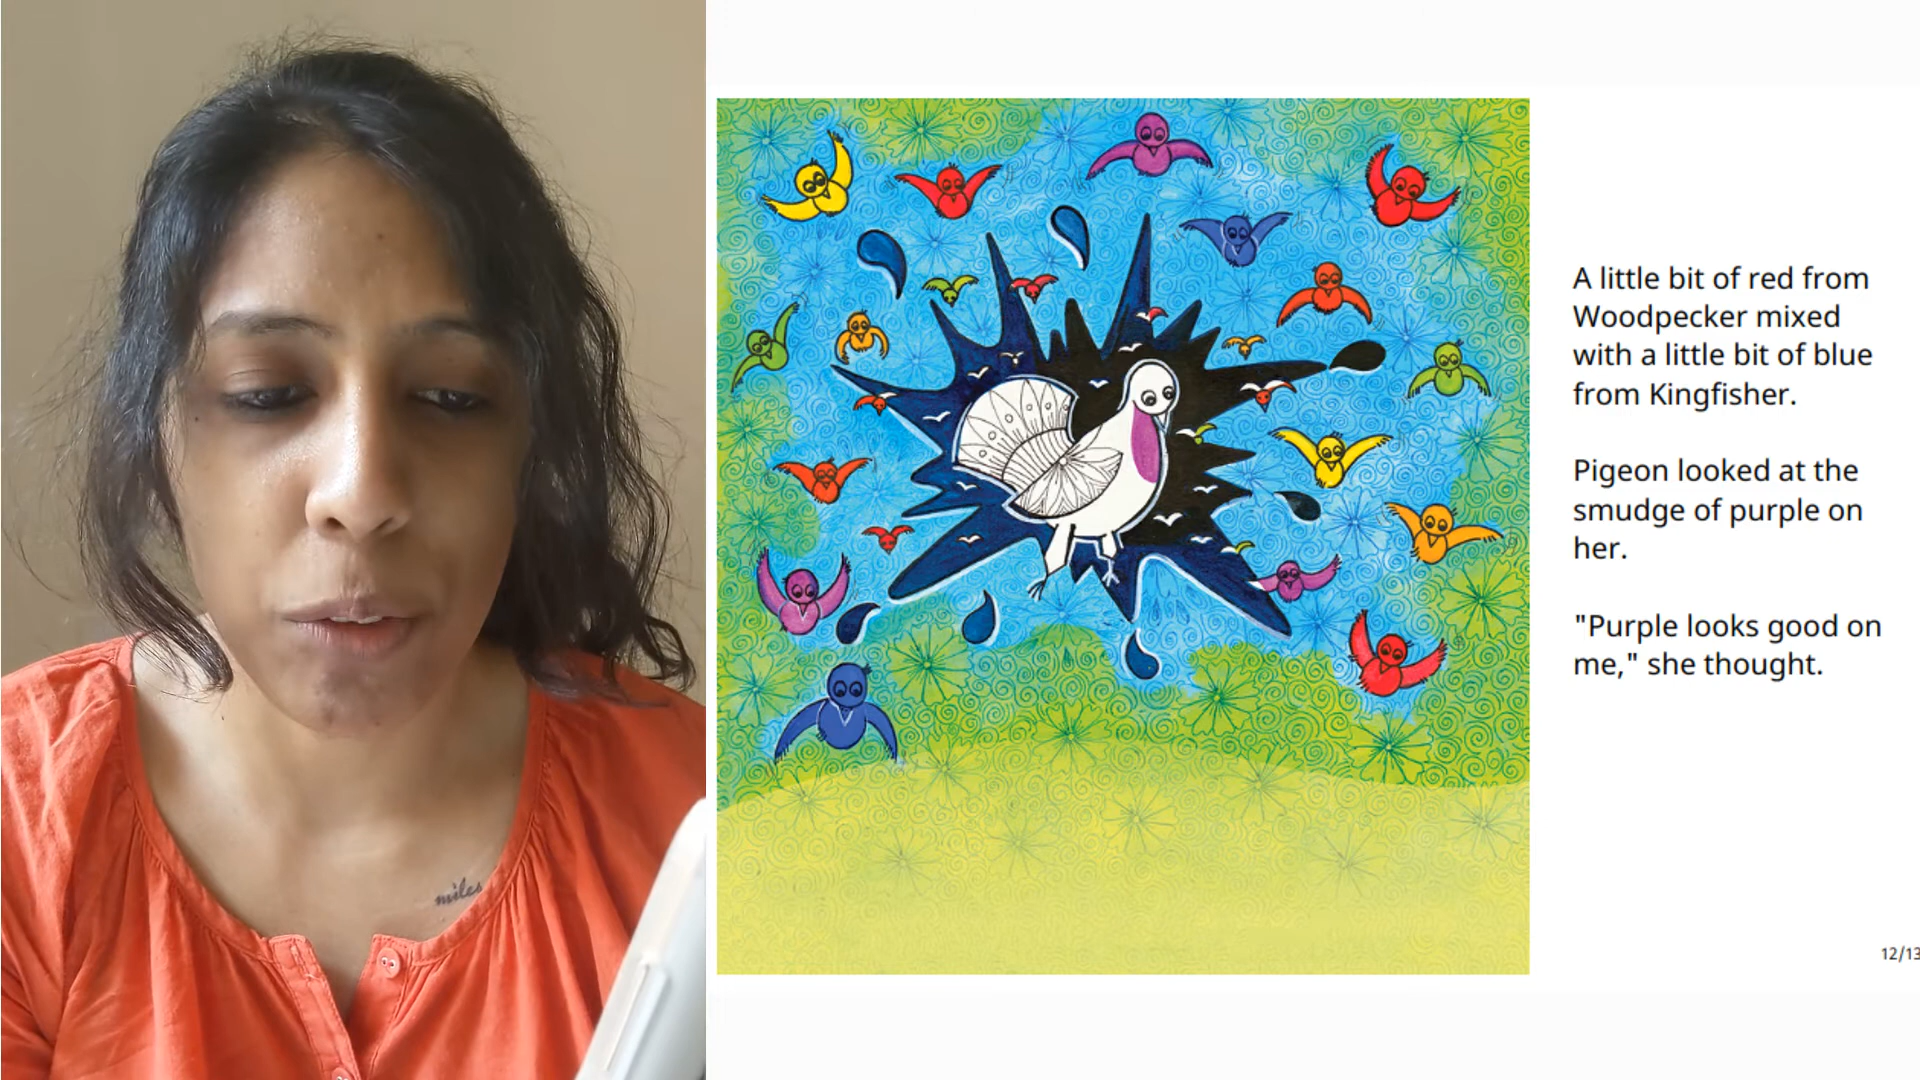 A little bit of red from
Woodpecker mixed
with a little bit of blue
from Kingfisher.
Pigeon looked at the
smudge of purple on
her.
"Purple looks good on
me," she thought.
12/13
miles